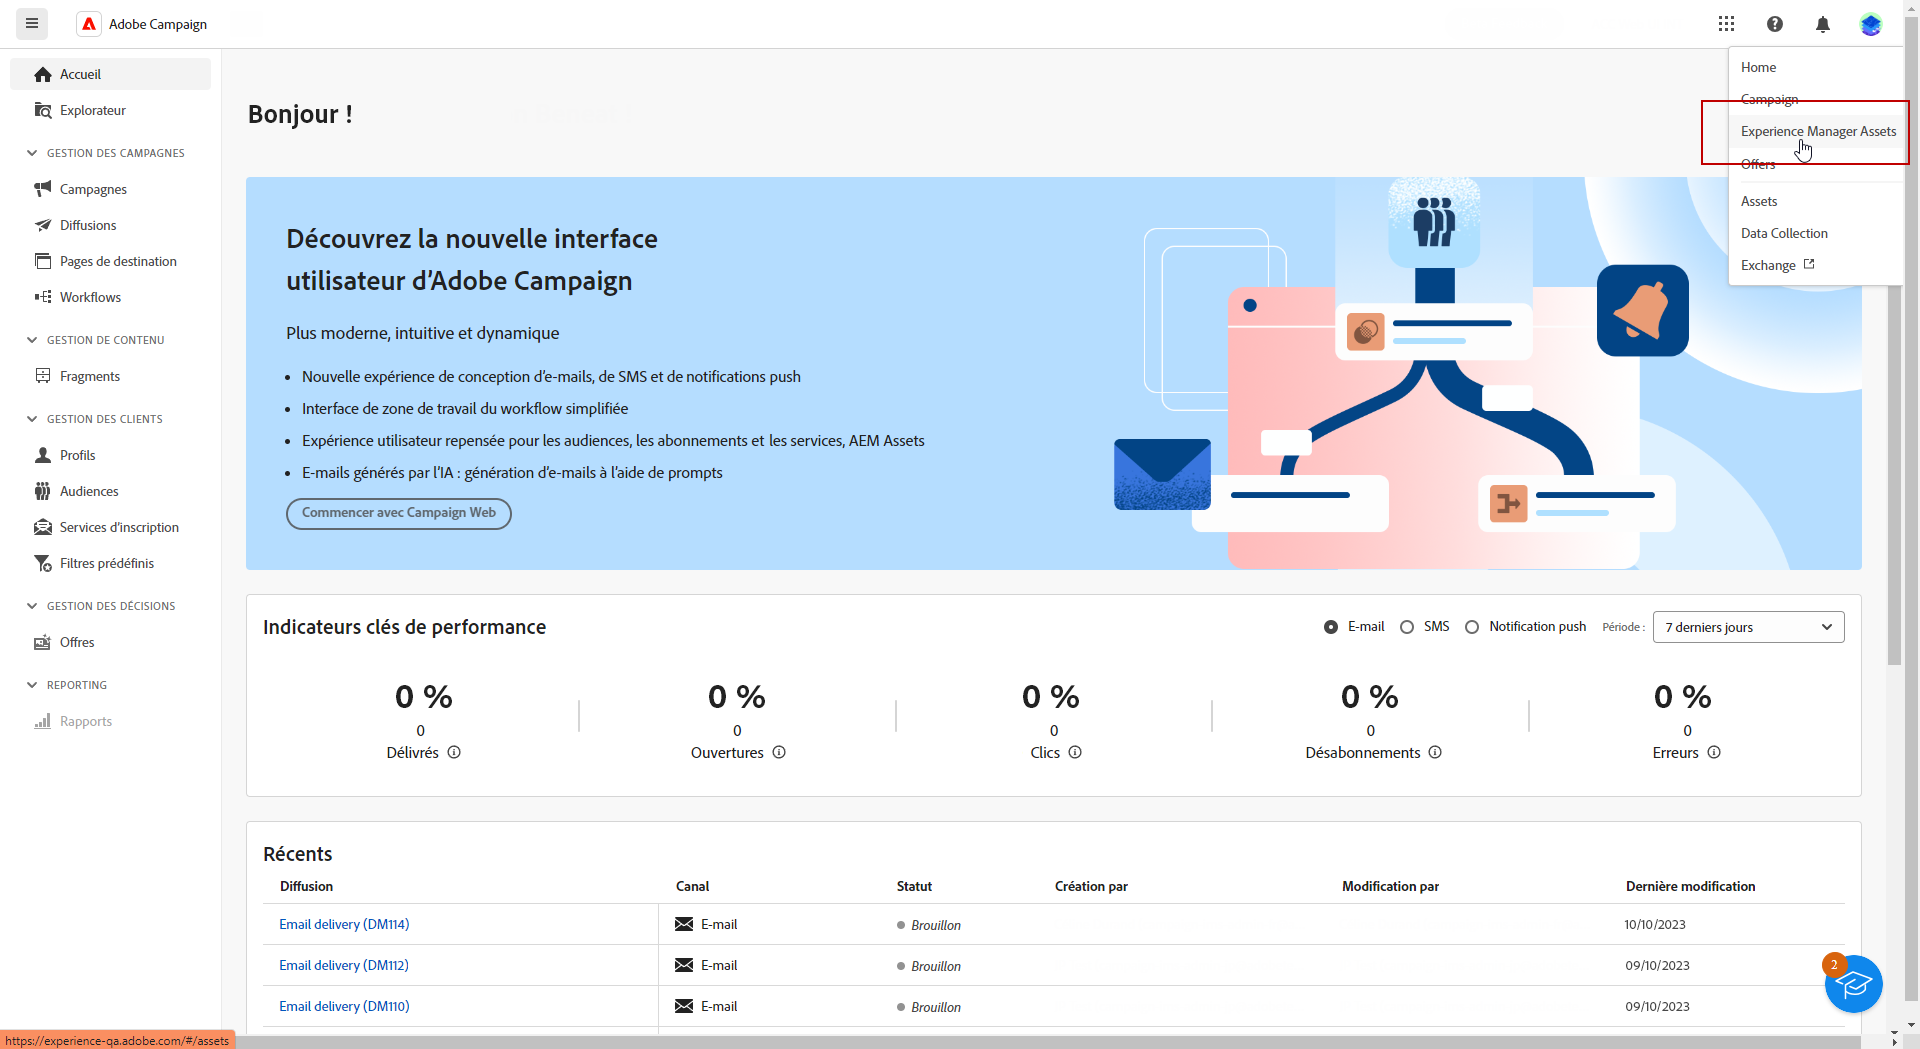 Adobe Campaign
Home
Campaign
Experience Manager Assets
Offers
Assets
Data Collection
Exchange
Accueil
Explorateur
GESTION DES CAMPAGNES
Campagnes
Diffusions
Pages de destination
Workflows
GESTION DE CONTENU
Fragments
GESTION DES CLIENTS
Profils
Audiences
Services d'inscription
Filtres prédéfinis
GESTION DES DÉCISIONS
Offres
REPORTING
Rapports
Bonjour !
Découvrez la nouvelle interface
utilisateur d'Adobe Campaign
Plus moderne, intuitive et dynamique
• Nouvelle expérience de conception d'e-mails, de SMS et de notifications push
• Interface de zone de travail du workflow simplifiée
• Expérience utilisateur repensée pour les audiences, les abonnements et les services, AEM Assets
• E-mails générés par l'IA : génération d'e-mails à l'aide de prompts
Commencer avec Campaign Web
Indicateurs clés de performance
E-mail SMS Notification push Période : 7 derniers jours
0 % 0 % 0 % 0 % 0 %
0 0 0 0 0
Délivrés Ouvertures Clics Désabonnements Erreurs
Récents
Diffusion Canal Statut Création par Modification par Dernière modification
Email delivery (DM114) E-mail Brouillon 10/10/2023
Email delivery (DM112) E-mail Brouillon 09/10/2023
Email delivery (DM110) E-mail Brouillon 09/10/2023
2
https://experience-qa.adobe.com/#/assets